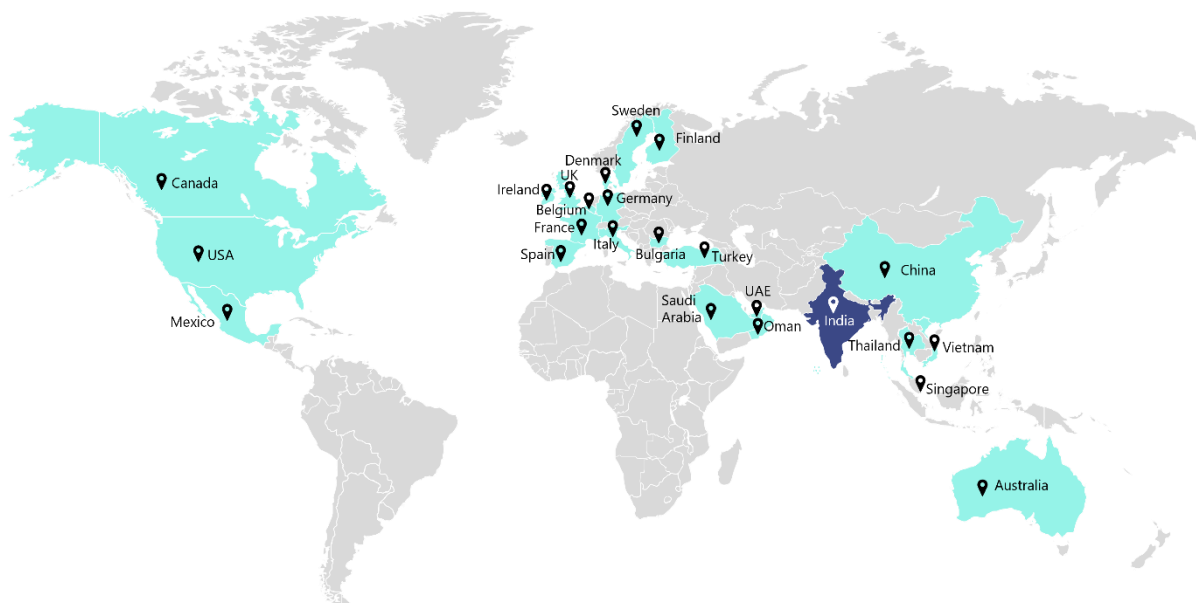 Sweden
Finland
Denmark
UK
Ireland
Germany
Belgium
France
Italy
Spain
Bulgaria
Turkey
Canada
USA
Mexico
Saudi
Arabia
UAE
Oman
China
India
Thailand
Vietnam
Singapore
Australia